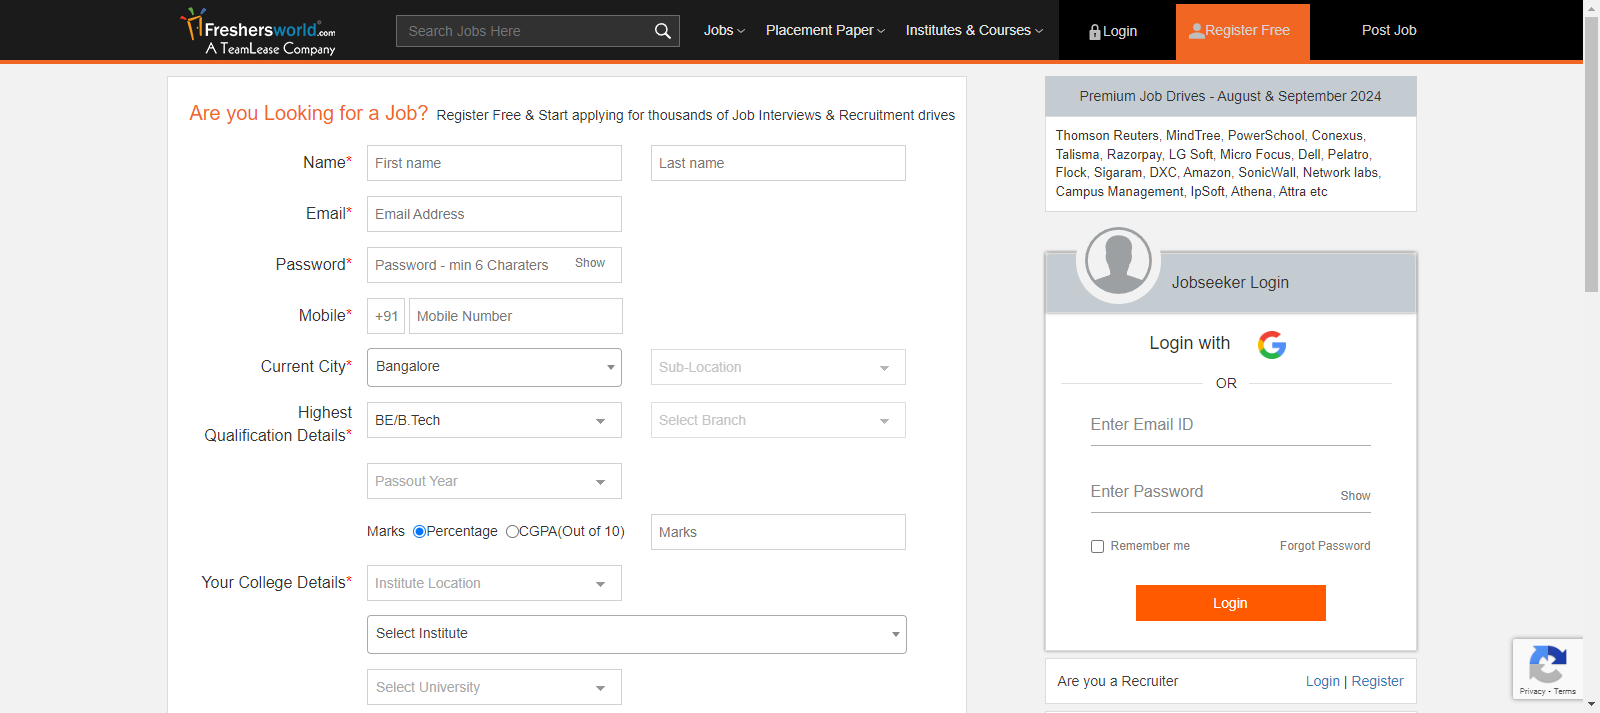 Freshersworld.com
A TeamLease Company
Search Jobs Here
Jobs
Placement Paper
Institutes & Courses
Login
Register Free
Post Job
Are you Looking for a Job? Register Free & Start applying for thousands of Job Interviews & Recruitment drives
Name* First name Last name
Email* Email Address
Password* Password - min 6 Charaters Show
Mobile* +91 Mobile Number
Current City* Bangalore Sub-Location
Highest
Qualification Details* BE/B.Tech Select Branch
Passout Year
Marks Percentage CGPA(Out of 10) Marks
Your College Details* Institute Location
Select Institute
Select University
Premium Job Drives - August & September 2024
Thomson Reuters, MindTree, PowerSchool, Conexus,
Talisma, Razorpay, LG Soft, Micro Focus, Dell, Pelatro,
Flock, Sigaram, DXC, Amazon, SonicWall, Network labs,
Campus Management, IpSoft, Athena, Attra etc
Jobseeker Login
Login with
OR
Enter Email ID
Enter Password Show
Remember me Forgot Password
Login
Are you a Recruiter Login | Register
Privacy - Terms